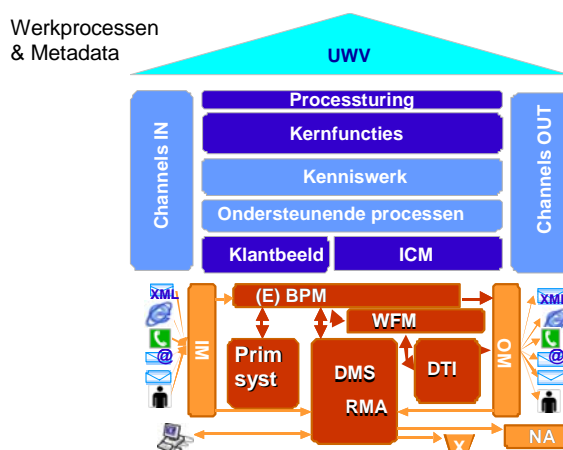 Werkprocessen
& Metadata
UWV
Channels IN
Processturing
Kernfuncties
Kenniswerk
Ondersteunende processen
Klantbeeld
ICM
Channels OUT
XML
@
IM
(E) BPM
WFM
Prim
syst
DMS
RMA
DTI
OM
XML
@
X
NA